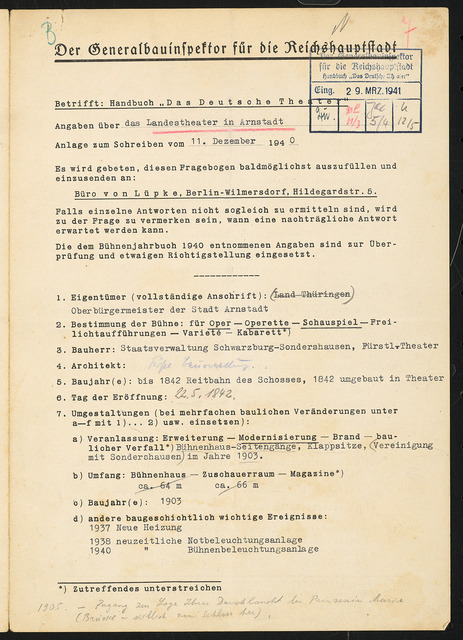 Der Generalbauinspektor für die Reichshauptstadt
Der Generalbauinspektor
für die Reichshauptstadt
Handbuch „Das Deutsche Theater"
Eing. 29. MRZ. 1941
Betrifft: Handbuch „Das Deutsche Theater"
Angaben über das Landestheater in Arnstadt
Anlage zum Schreiben vom 11. Dezember 1940
Es wird gebeten, diesen Fragebogen baldmöglichst auszufüllen und
einzusenden an:
Büro von Lüpke, Berlin-Wilmersdorf, Hildegardstr. 5.
Falls einzelne Antworten nicht sogleich zu ermitteln sind, wird
zu der Frage zu vermerken sein, wann eine nachträgliche Antwort
erwartet werden kann.
Die dem Bühnenjahrbuch 1940 entnommenen Angaben sind zur Über-
prüfung und etwaigen Richtigstellung eingesetzt.
1. Eigentümer (vollständige Anschrift): (Land Thüringen)
Oberbürgermeister der Stadt Arnstadt
2. Bestimmung der Bühne: für Oper — Operette — Schauspiel — Frei-
lichtaufführungen — Varieté — Kabarett*)
3. Bauherr: Staatsverwaltung Schwarzburg-Sondershausen, Fürstl. Theater
4. Architekt:
5. Baujahr(e): bis 1842 Reitbahn des Schosses, 1842 umgebaut in Theater
6. Tag der Eröffnung: 22.5.1842.
7. Umgestaltungen (bei mehrfachen baulichen Veränderungen unter
a—f mit 1)... 2) usw. einsetzen):
a) Veranlassung: Erweiterung — Modernisierung — Brand — bau-
licher Verfall*) Bühnenhaus-Seitengänge, Klappsitze, (Vereinigung
mit Sondershausen) im Jahre 1903.
b) Umfang: Bühnenhaus — Zuschauerraum — Magazine*)
ca. 64 m ca. 66 m
c) Baujahr(e): 1903
d) andere baugeschichtlich wichtige Ereignisse:
1937 Neue Heizung
1938 neuzeitliche Notbeleuchtungsanlage
1940 " Bühnenbeleuchtungsanlage
*) Zutreffendes unterstreichen
1905. —